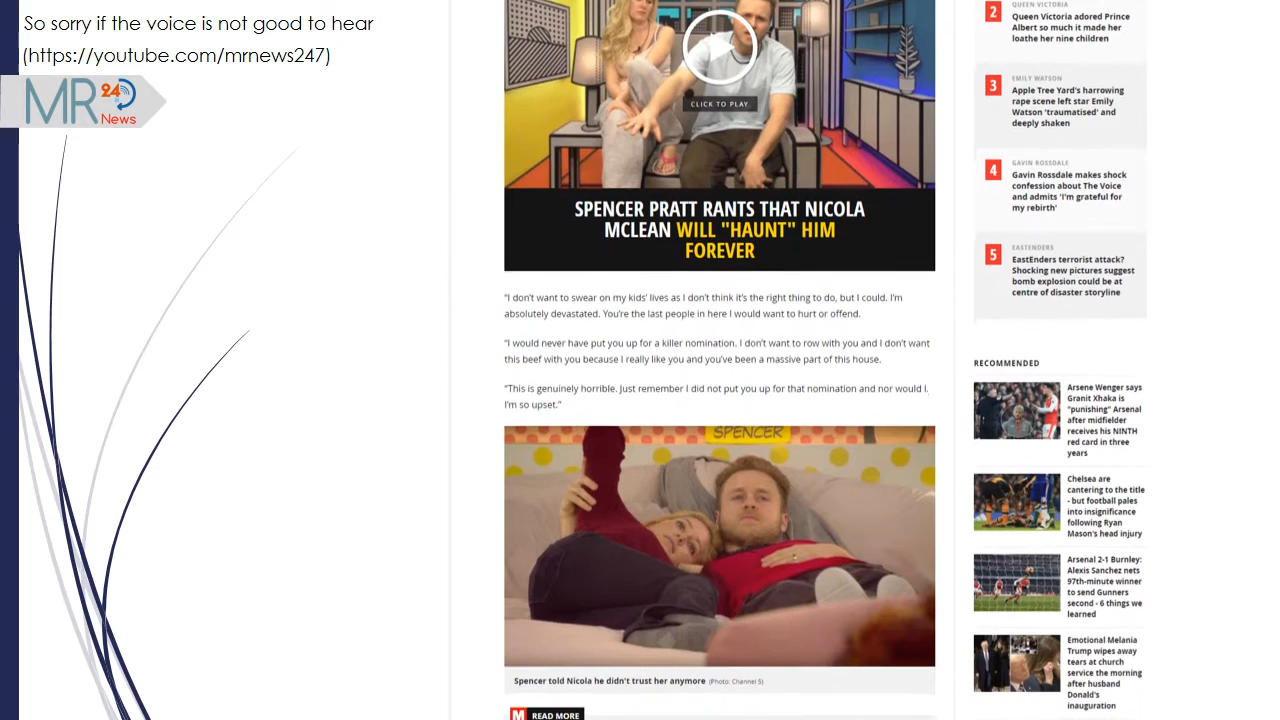 So sorry if the voice is not good to hear
(https://youtube.com/mrnews247)
MR 24
News
CLICK TO PLAY
SPENCER PRATT RANTS THAT NICOLA
MCLEAN WILL "HAUNT" HIM
FOREVER
"I don't want to swear on my kids' lives as I don't think it's the right thing to do, but I could. I'm
absolutely devastated. You're the last people in here I would want to hurt or offend.
"I would never have put you up for a killer nomination. I don't want to row with you and I don't want
this beef with you because I really like you and you've been a massive part of this house.
"This is genuinely horrible. Just remember I did not put you up for that nomination and nor would I.
I'm so upset."
SPENCER
Spencer told Nicola he didn't trust her anymore (Photo: Channel 5)
M READ MORE
2
QUEEN VICTORIA
Queen Victoria adored Prince
Albert so much it made her
loathe her nine children
3
EMILY WATSON
Apple Tree Yard's harrowing
rape scene left star Emily
Watson 'traumatised' and
deeply shaken
4
GAVIN ROSSDALE
Gavin Rossdale makes shock
confession about The Voice
and admits 'I'm grateful for
my rebirth'
5
EASTENDERS
EastEnders terrorist attack?
Shocking new pictures suggest
bomb explosion could be at
centre of disaster storyline
RECOMMENDED
Arsene Wenger says
Granit Xhaka is
"punishing" Arsenal
after midfielder
receives his NINTH
red card in three
years
Chelsea are
cantering to the title
- but football pales
into insignificance
following Ryan
Mason's head injury
Arsenal 2-1 Burnley:
Alexis Sanchez nets
97th-minute winner
to send Gunners
second - 6 things we
learned
Emotional Melania
Trump wipes away
tears at church
service the morning
after husband
Donald's
inauguration